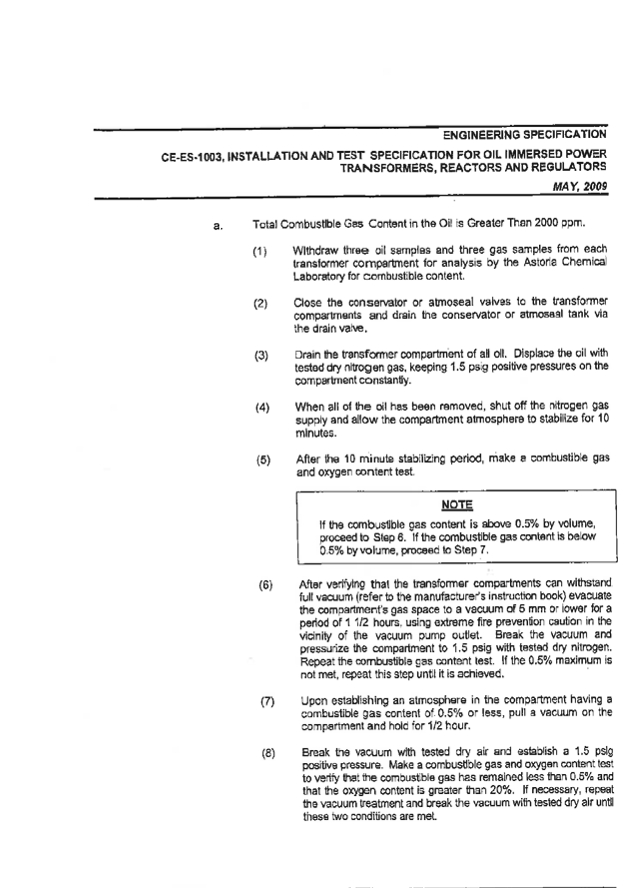 ENGINEERING SPECIFICATION
CE-ES-1003, INSTALLATION AND TEST SPECIFICATION FOR OIL IMMERSED POWER
TRANSFORMERS, REACTORS AND REGULATORS
MAY, 2009
a. Total Combustible Gas Content in the Oil is Greater Than 2000 ppm.
(1) Withdraw three oil samples and three gas samples from each
transformer compartment for analysis by the Astoria Chemical
Laboratory for combustible content.
(2) Close the conservator or atmoseal valves to the transformer
compartments and drain the conservator or atmoseal tank via
the drain valve.
(3) Drain the transformer compartment of all oil. Displace the oil with
tested dry nitrogen gas, keeping 1.5 psig positive pressures on the
compartment constantly.
(4) When all of the oil has been removed, shut off the nitrogen gas
supply and allow the compartment atmosphere to stabilize for 10
minutes.
(5) After the 10 minute stabilizing period, make a combustible gas
and oxygen content test.
NOTE
If the combustible gas content is above 0.5% by volume,
proceed to Step 6. If the combustible gas content is below
0.5% by volume, proceed to Step 7.
(6) After verifying that the transformer compartments can withstand
full vacuum (refer to the manufacturer's instruction book) evacuate
the compartment's gas space to a vacuum of 5 mm or lower for a
period of 1 1/2 hours, using extreme fire prevention caution in the
vicinity of the vacuum pump outlet. Break the vacuum and
pressurize the compartment to 1.5 psig with tested dry nitrogen.
Repeat the combustible gas content test. If the 0.5% maximum is
not met, repeat this step until it is achieved.
(7) Upon establishing an atmosphere in the compartment having a
combustible gas content of 0.5% or less, pull a vacuum on the
compartment and hold for 1/2 hour.
(8) Break the vacuum with tested dry air and establish a 1.5 psig
positive pressure. Make a combustible gas and oxygen content test
to verify that the combustible gas has remained less than 0.5% and
that the oxygen content is greater than 20%. If necessary, repeat
the vacuum treatment and break the vacuum with tested dry air until
these two conditions are met.